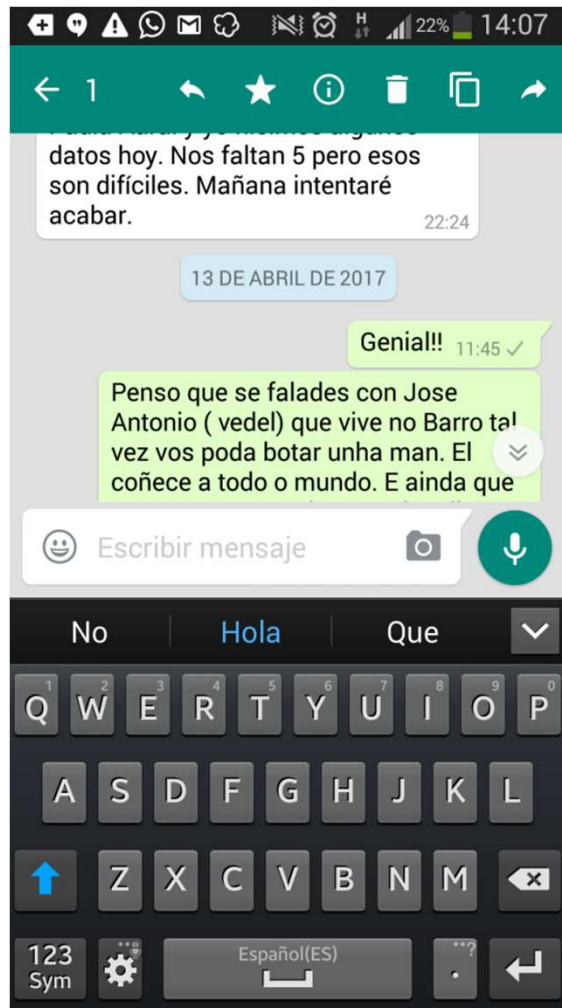 H 22% 14:07
1
datos hoy. Nos faltan 5 pero esos
son difíciles. Mañana intentaré
acabar.
22:24
13 DE ABRIL DE 2017
Genial!! 11:45
Penso que se falades con Jose
Antonio ( vedel) que vive no Barro tal
vez vos poda botar unha man. El
coñece a todo o mundo. E ainda que
Escribir mensaje
No Hola Que
1 2 3 4 5 6 7 8 9 0
Q W E R T Y U I O P
A S D F G H J K L
Z X C V B N M
123 Español(ES) ..?
Sym .